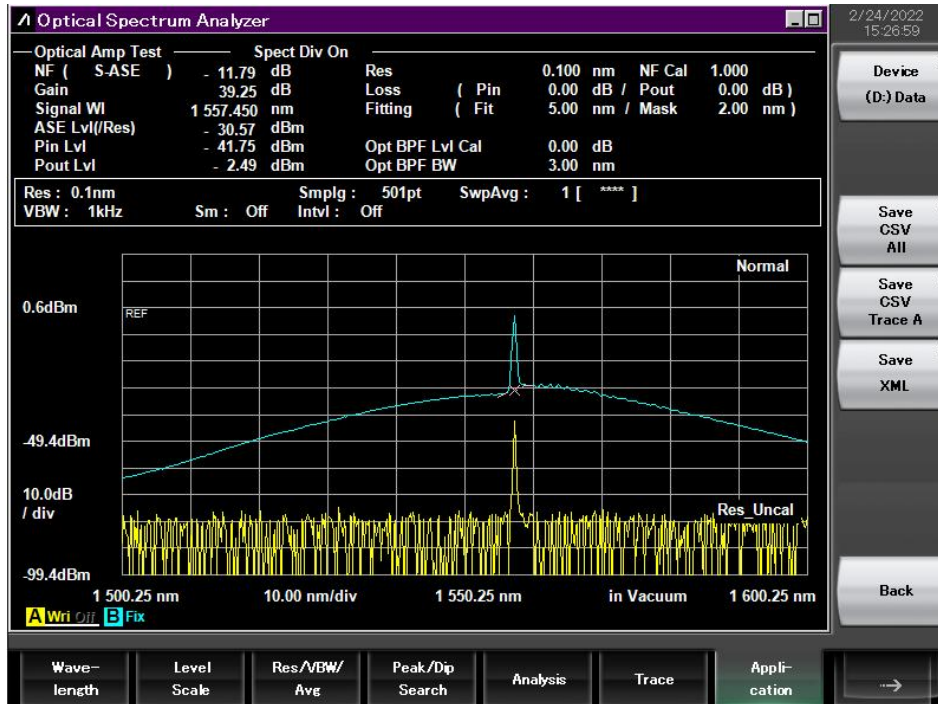 Optical Spectrum Analyzer
2/24/2022
15:26:59
Optical Amp Test Spect Div On
NF ( S-ASE ) - 11.79 dB Res 0.100 nm NF Cal 1.000
Gain 39.25 dB Loss ( Pin 0.00 dB / Pout 0.00 dB )
Signal Wl 1 557.450 nm Fitting ( Fit 5.00 nm / Mask 2.00 nm )
ASE Lvl(/Res) - 30.57 dBm
Pin Lvl - 41.75 dBm Opt BPF Lvl Cal 0.00 dB
Pout Lvl - 2.49 dBm Opt BPF BW 3.00 nm
Res : 0.1nm Smplg : 501pt SwpAvg : 1 [ **** ]
VBW : 1kHz Sm : Off Intvl : Off
Normal
0.6dBm
REF
-49.4dBm
10.0dB
/ div
Res_Uncal
-99.4dBm
1 500.25 nm 10.00 nm/div 1 550.25 nm in Vacuum 1 600.25 nm
A Wri Off B Fix
Device
(D:) Data
Save
CSV
All
Save
CSV
Trace A
Save
XML
Back
Wave-
length
Level
Scale
Res/VBW/
Avg
Peak/Dip
Search
Analysis
Trace
Appli-
cation